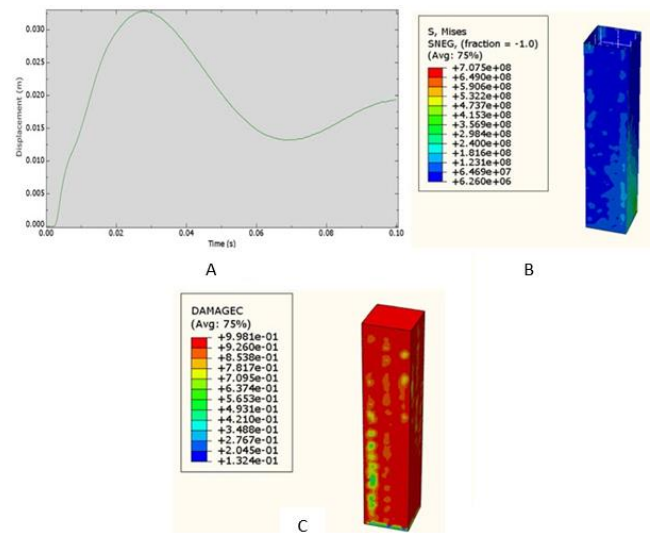 0.030
0.025
0.020
0.015
0.010
0.005
0.000
Displacement (m)
0.00 0.02 0.04 0.06 0.08 0.10
Time (s)
A
S, Mises
SNEG, (fraction = -1.0)
(Avg: 75%)
+7.075e+08
+6.490e+08
+5.906e+08
+5.322e+08
+4.737e+08
+4.153e+08
+3.569e+08
+2.984e+08
+2.400e+08
+1.816e+08
+1.231e+08
+6.469e+07
+6.260e+06
B
DAMAGEC
(Avg: 75%)
+9.981e-01
+9.260e-01
+8.538e-01
+7.817e-01
+7.095e-01
+6.374e-01
+5.653e-01
+4.931e-01
+4.210e-01
+3.488e-01
+2.767e-01
+2.045e-01
+1.324e-01
C